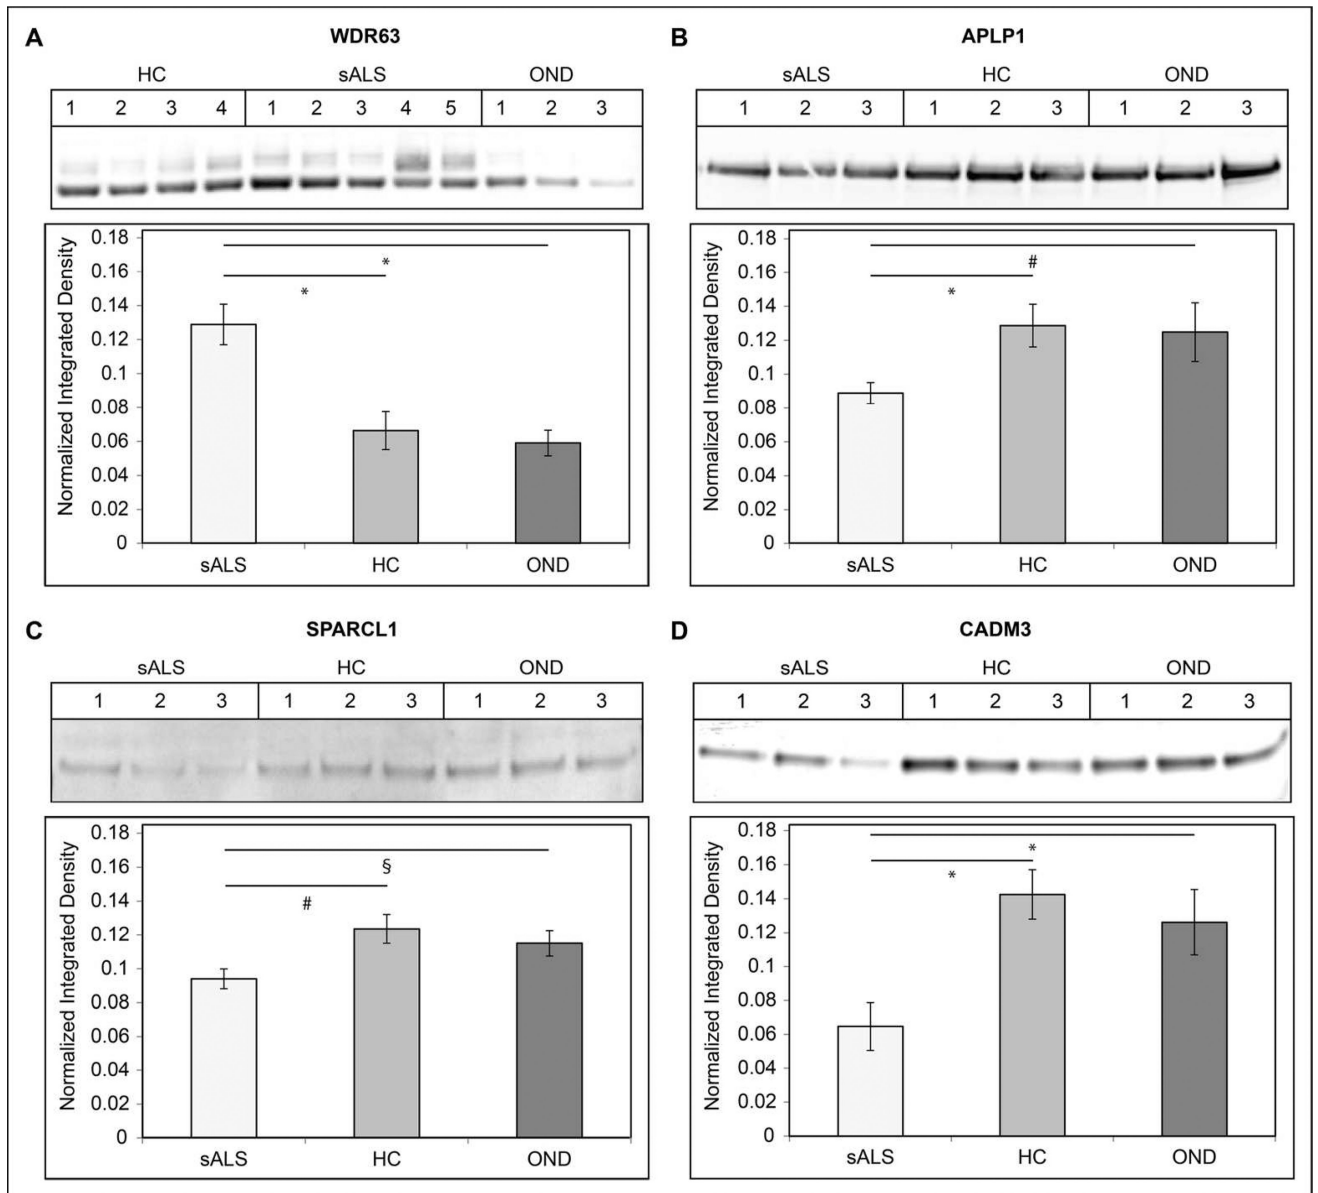 A
WDR63
HC sALS OND
1 2 3 4 1 2 3 4 5 1 2 3
Normalized Integrated Density
0.18
0.16
0.14
0.12
0.1
0.08
0.06
0.04
0.02
0
*
*
sALS HC OND
B
APLP1
sALS HC OND
1 2 3 1 2 3 1 2 3
Normalized Integrated Density
0.18
0.16
0.14
0.12
0.1
0.08
0.06
0.04
0.02
0
#
*
sALS HC OND
C
SPARCL1
sALS HC OND
1 2 3 1 2 3 1 2 3
Normalized Integrated Density
0.18
0.16
0.14
0.12
0.1
0.08
0.06
0.04
0.02
0
§
#
sALS HC OND
D
CADM3
sALS HC OND
1 2 3 1 2 3 1 2 3
Normalized Integrated Density
0.18
0.16
0.14
0.12
0.1
0.08
0.06
0.04
0.02
0
*
*
sALS HC OND